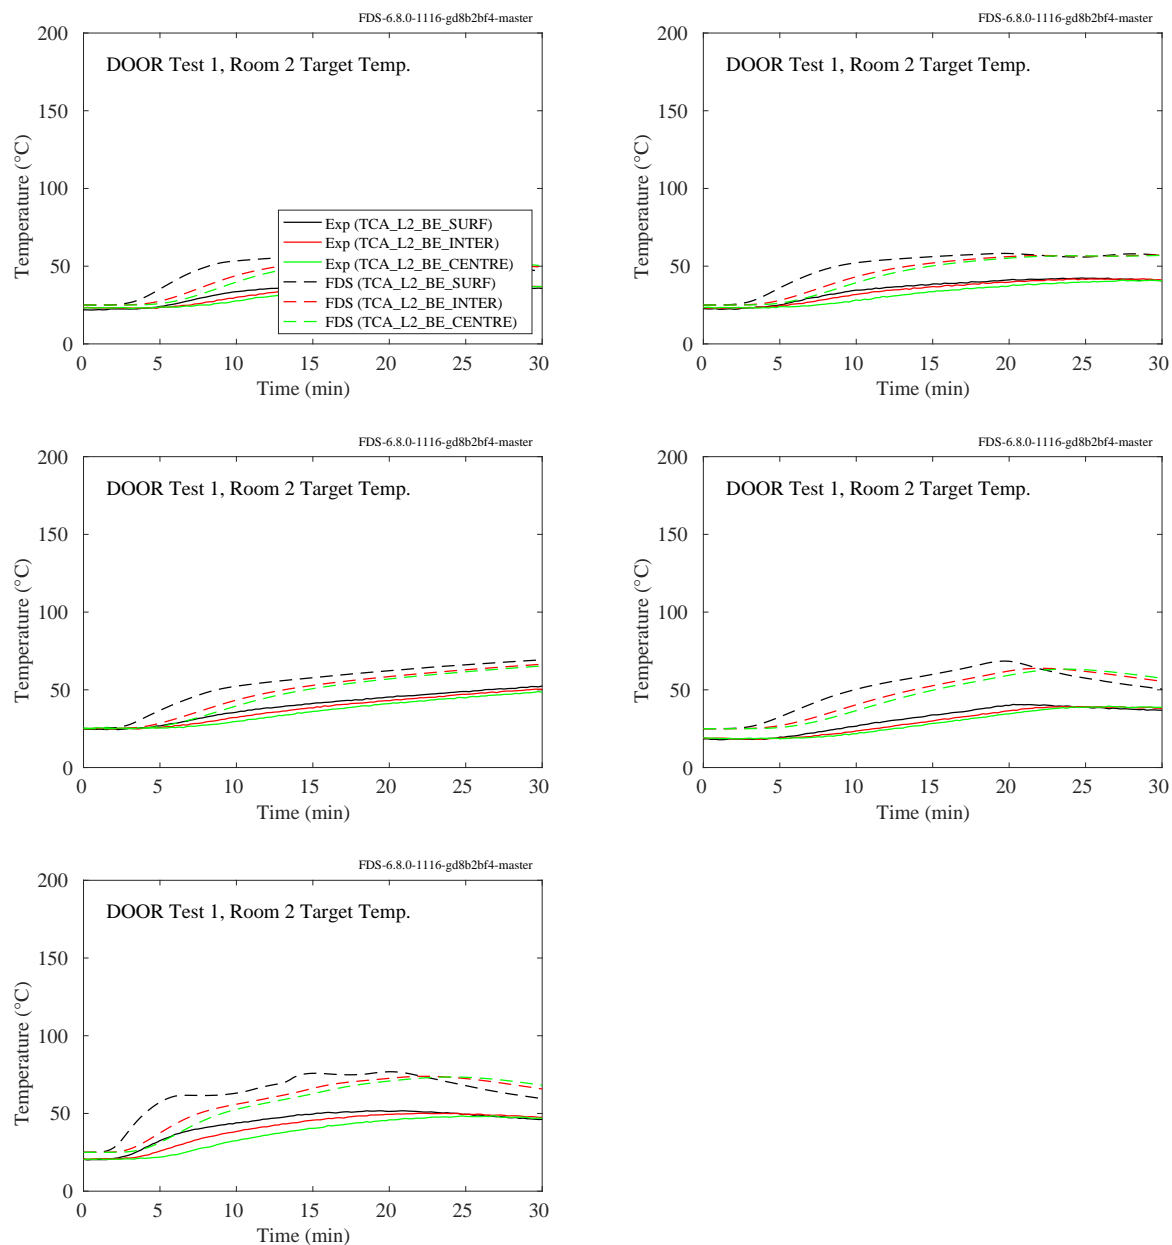 FDS-6.8.0-1116-gd8b2bf4-master
DOOR Test 1, Room 2 Target Temp.
Temperature (°C)
200
150
100
50
0
Exp (TCA_L2_BE_SURF)
Exp (TCA_L2_BE_INTER)
Exp (TCA_L2_BE_CENTRE)
FDS (TCA_L2_BE_SURF)
FDS (TCA_L2_BE_INTER)
FDS (TCA_L2_BE_CENTRE)
0 5 10 15 20 25 30
Time (min)
FDS-6.8.0-1116-gd8b2bf4-master
DOOR Test 1, Room 2 Target Temp.
Temperature (°C)
200
150
100
50
0
0 5 10 15 20 25 30
Time (min)
FDS-6.8.0-1116-gd8b2bf4-master
DOOR Test 1, Room 2 Target Temp.
Temperature (°C)
200
150
100
50
0
0 5 10 15 20 25 30
Time (min)
FDS-6.8.0-1116-gd8b2bf4-master
DOOR Test 1, Room 2 Target Temp.
Temperature (°C)
200
150
100
50
0
0 5 10 15 20 25 30
Time (min)
FDS-6.8.0-1116-gd8b2bf4-master
DOOR Test 1, Room 2 Target Temp.
Temperature (°C)
200
150
100
50
0
0 5 10 15 20 25 30
Time (min)